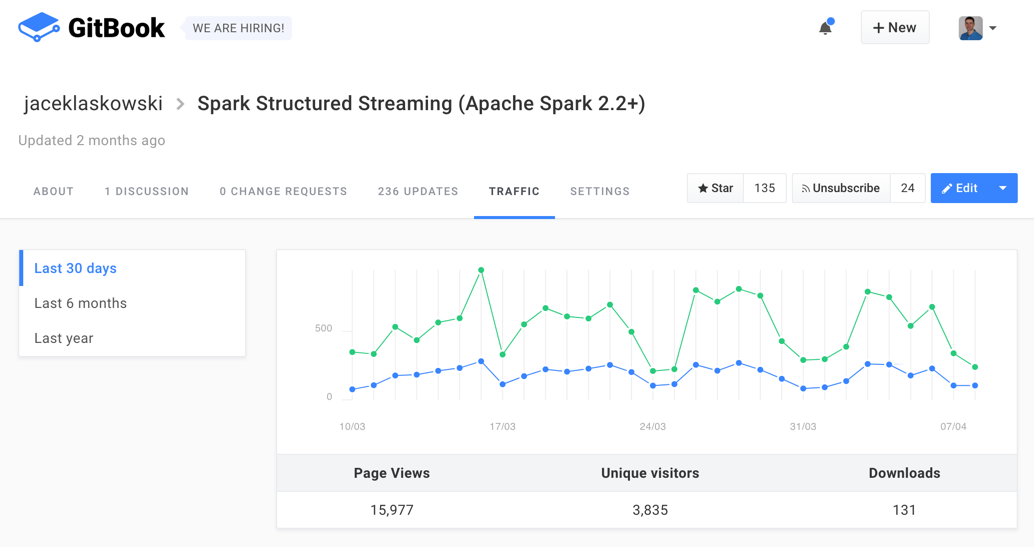 GitBook WE ARE HIRING! + New
jaceklaskowski > Spark Structured Streaming (Apache Spark 2.2+)
Updated 2 months ago
ABOUT 1 DISCUSSION 0 CHANGE REQUESTS 236 UPDATES TRAFFIC SETTINGS Star 135 Unsubscribe 24 Edit
Last 30 days
Last 6 months
Last year
500
0
10/03 17/03 24/03 31/03 07/04
Page Views Unique visitors Downloads
15,977 3,835 131